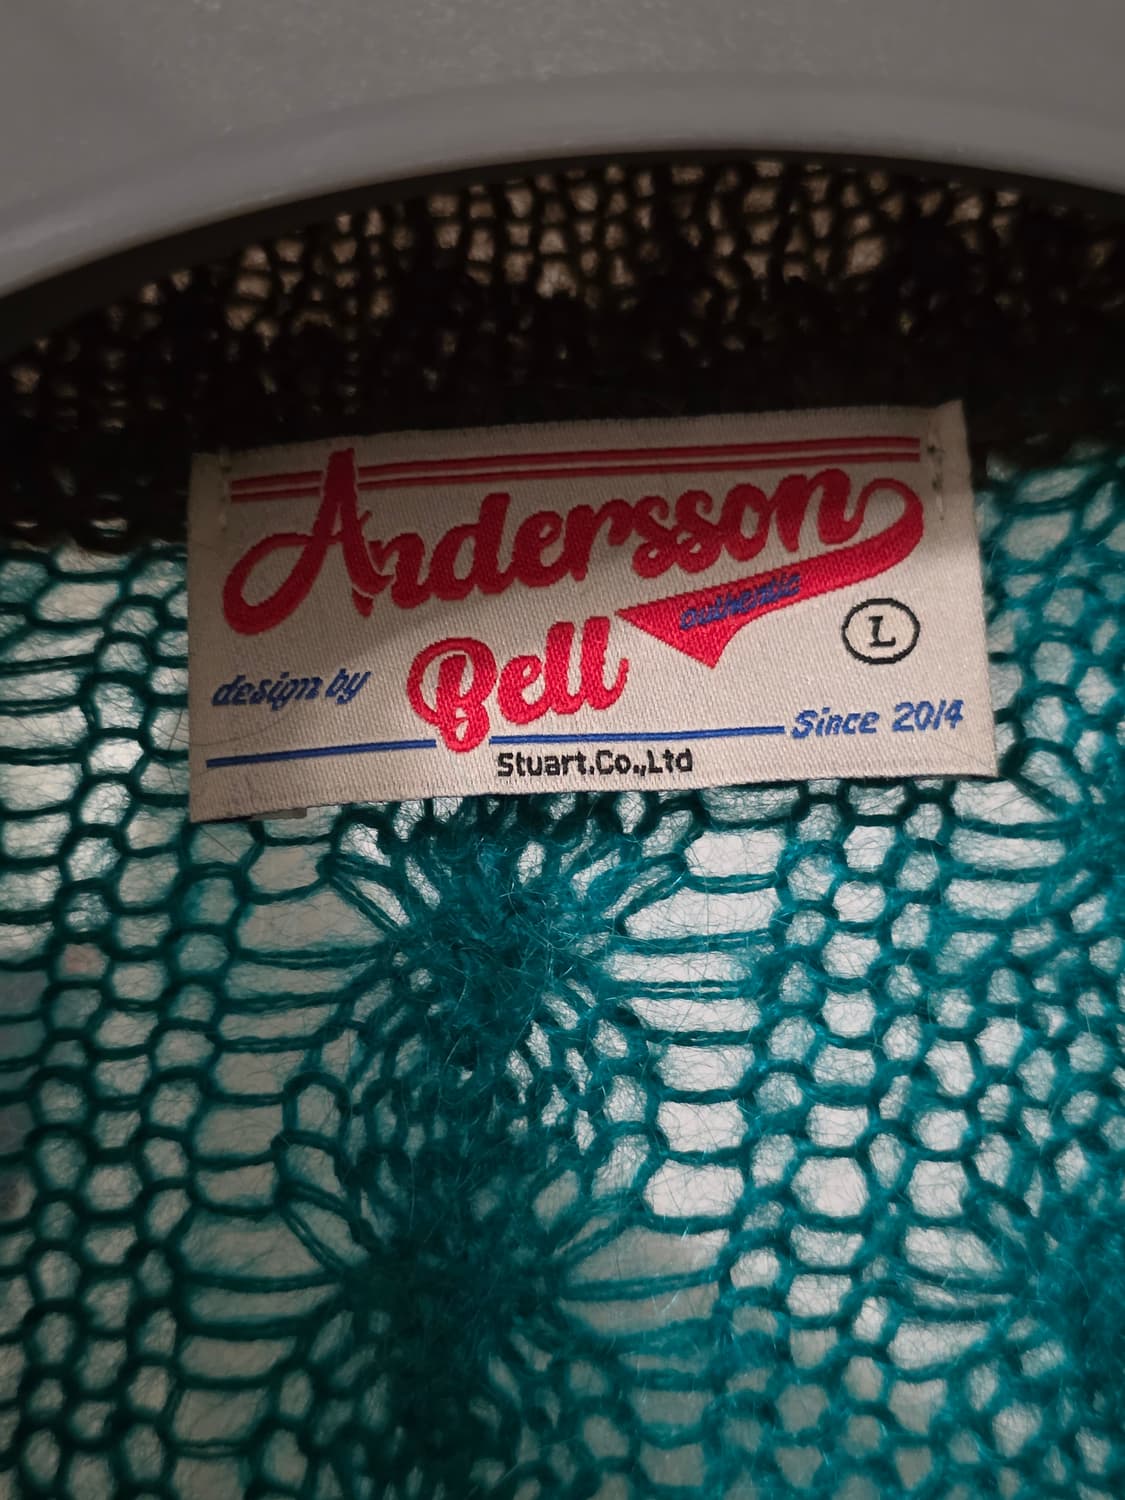 Andersson
authentic
Bell
L
design by
Since 2014
Stuart.Co.,Ltd